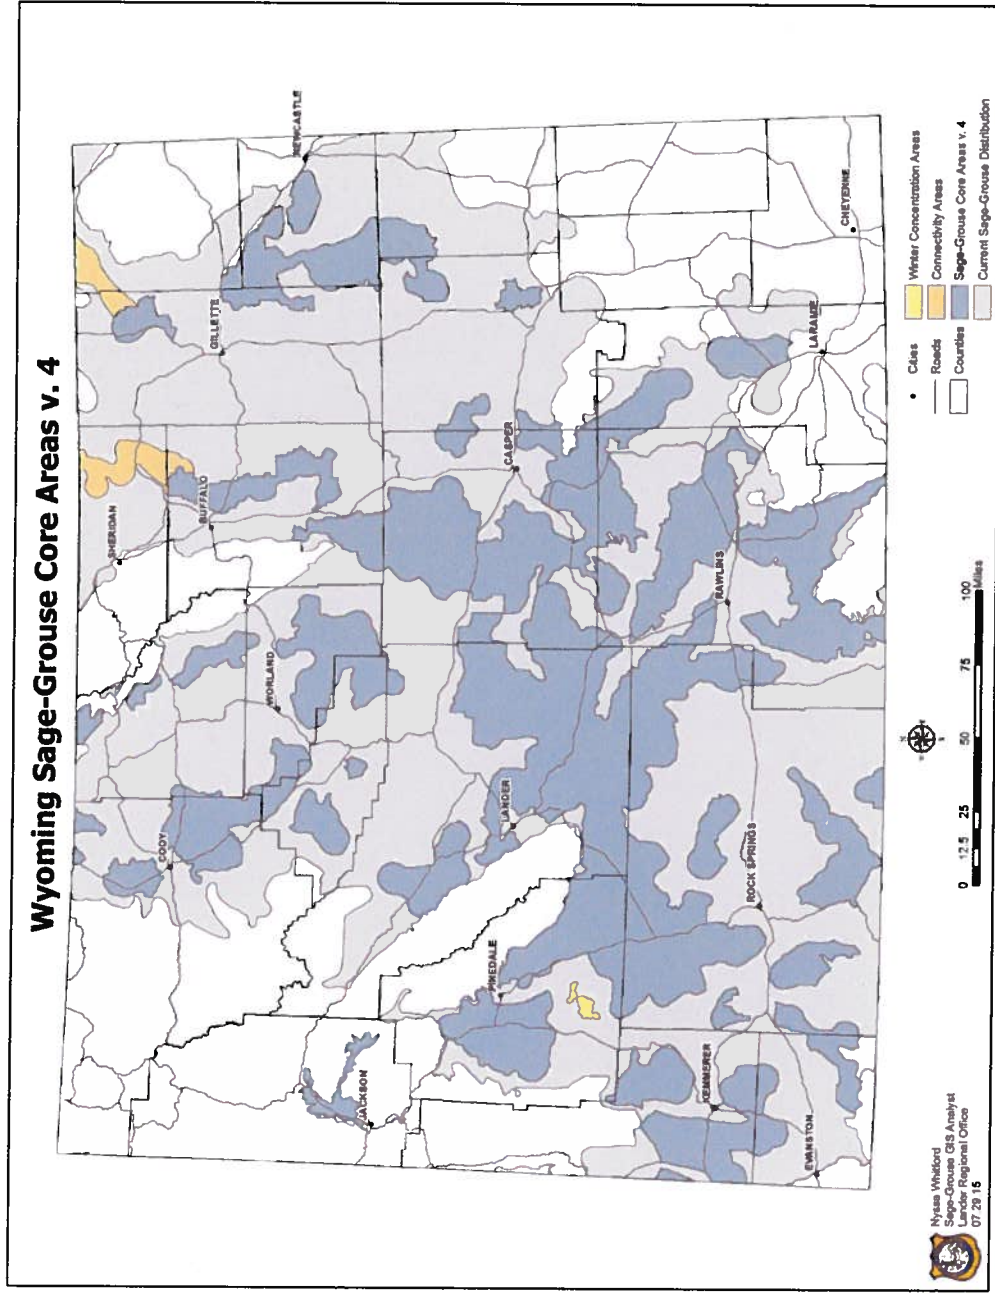 Wyoming Sage-Grouse Core Areas v. 4
SHERIDAN
CODY
BUFFALO
GILLETTE
NEWCASTLE
WORLAND
JACKSON
PINEDALE
LANDER
CASPER
KEMMERER
ROCK SPRINGS
RAWLINS
LARAMIE
EVANSTON
CHEYENNE
Nyssa Whitford
Sage-Grouse GIS Analyst
Lander Regional Office
07 29 15
0 12.5 25 50 75 100
Miles
Cities
Roads
Counties
Winter Concentration Areas
Connectivity Areas
Sage-Grouse Core Areas v. 4
Current Sage-Grouse Distribution